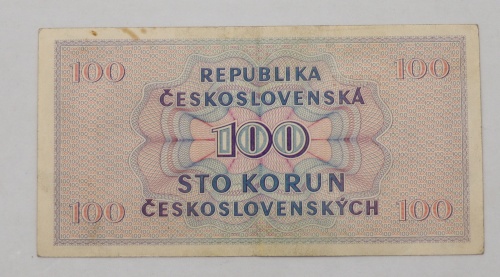 100 100
REPUBLIKA
ČESKOSLOVENSKÁ
100
STO KORUN
ČESKOSLOVENSKÝCH
100 100